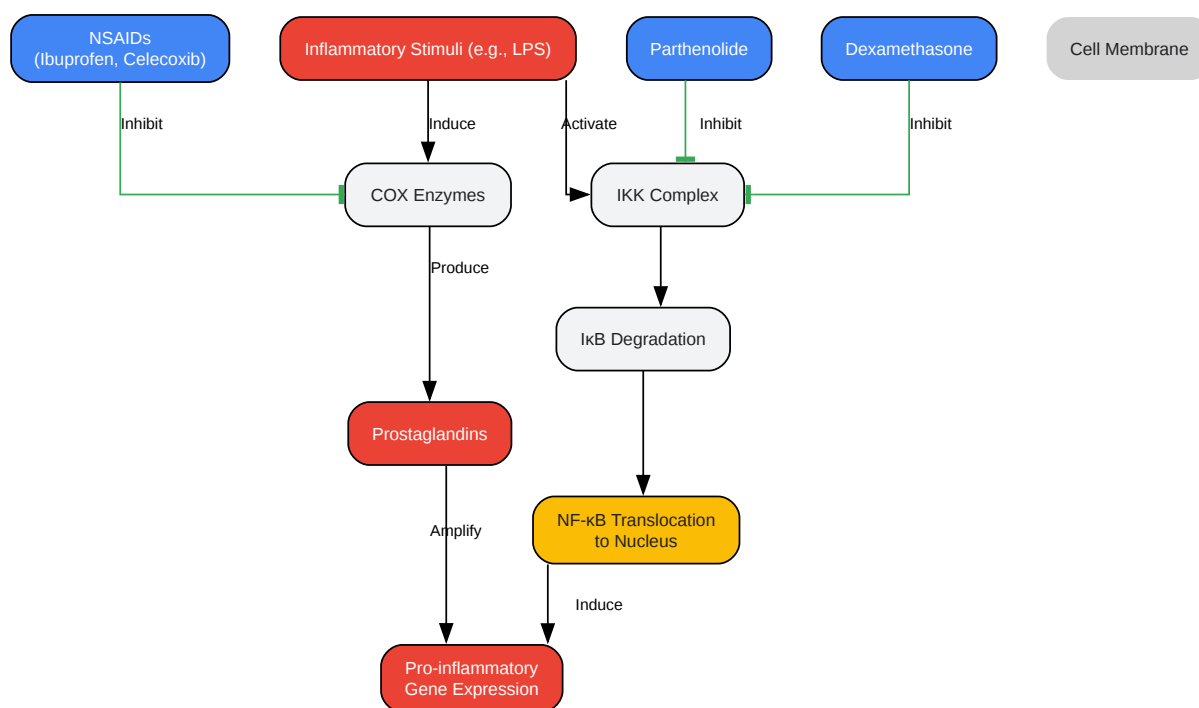 NSAIDs
(Ibuprofen, Celecoxib)
Inflammatory Stimuli (e.g., LPS)
Parthenolide
Dexamethasone
Cell Membrane
Inhibit
Induce
Activate
Inhibit
Inhibit
COX Enzymes
IKK Complex
Produce
IκB Degradation
Prostaglandins
NF-κB Translocation
to Nucleus
Amplify
Induce
Pro-inflammatory
Gene Expression